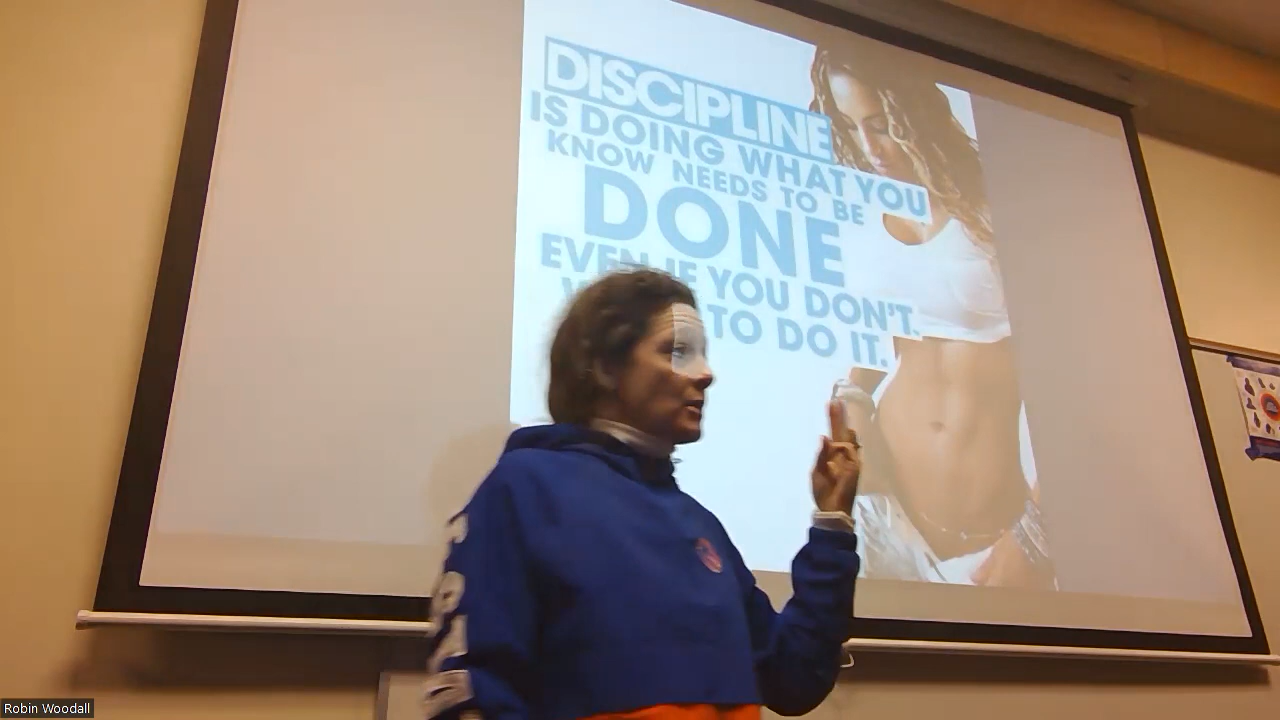 DISCIPLINE
IS DOING WHAT YOU
KNOW NEEDS TO BE
DONE
EVEN IF YOU DON'T.
TO DO IT.
Robin Woodall